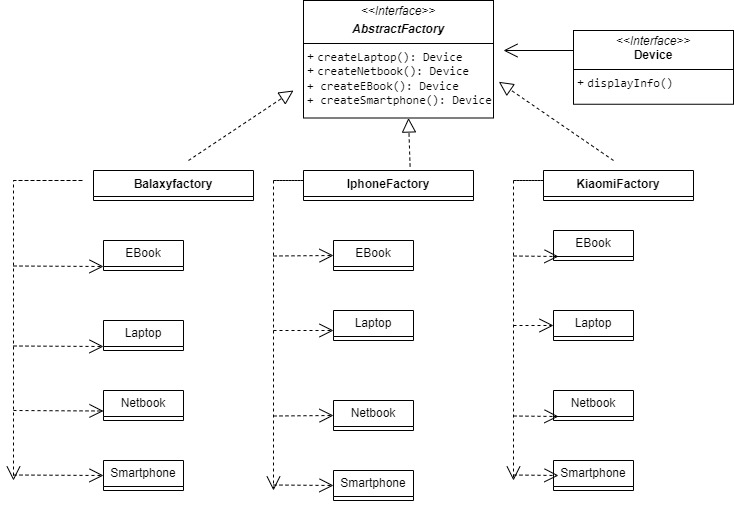 <<Interface>>
AbstractFactory
+ createLaptop(): Device
+ createNetbook(): Device
+ createEBook(): Device
+ createSmartphone(): Device
<<Interface>>
Device
+ displayInfo()
Balaxyfactory
IphoneFactory
KiaomiFactory
EBook
EBook
EBook
Laptop
Laptop
Laptop
Netbook
Netbook
Netbook
Smartphone
Smartphone
Smartphone